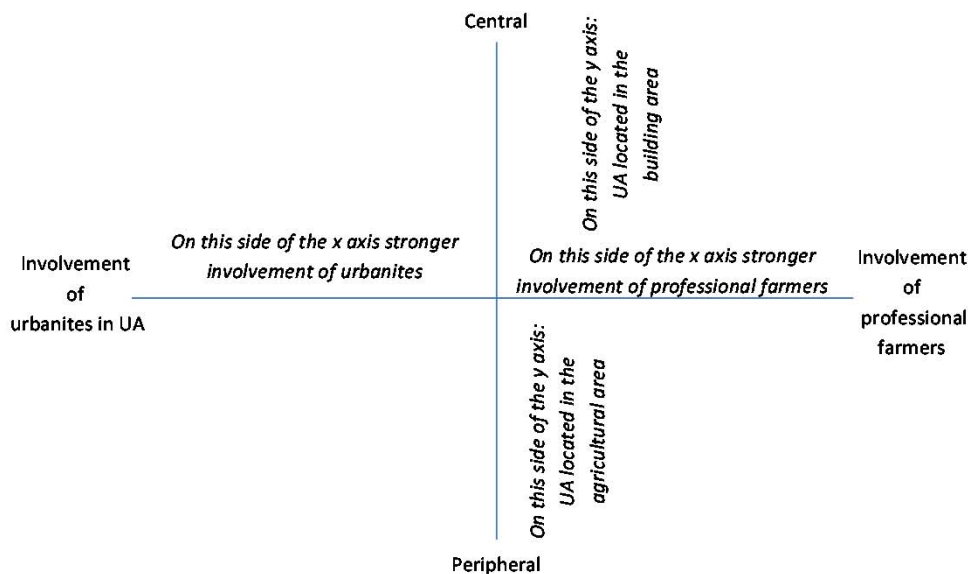 Central
On this side of the y axis:
UA located in the
building area
On this side of the x axis stronger
involvement of urbanites
On this side of the x axis stronger
involvement of professional farmers
Involvement
of
urbanites in UA
Involvement
of
professional
farmers
On this side of the y axis:
UA located in the
agricultural area
Peripheral